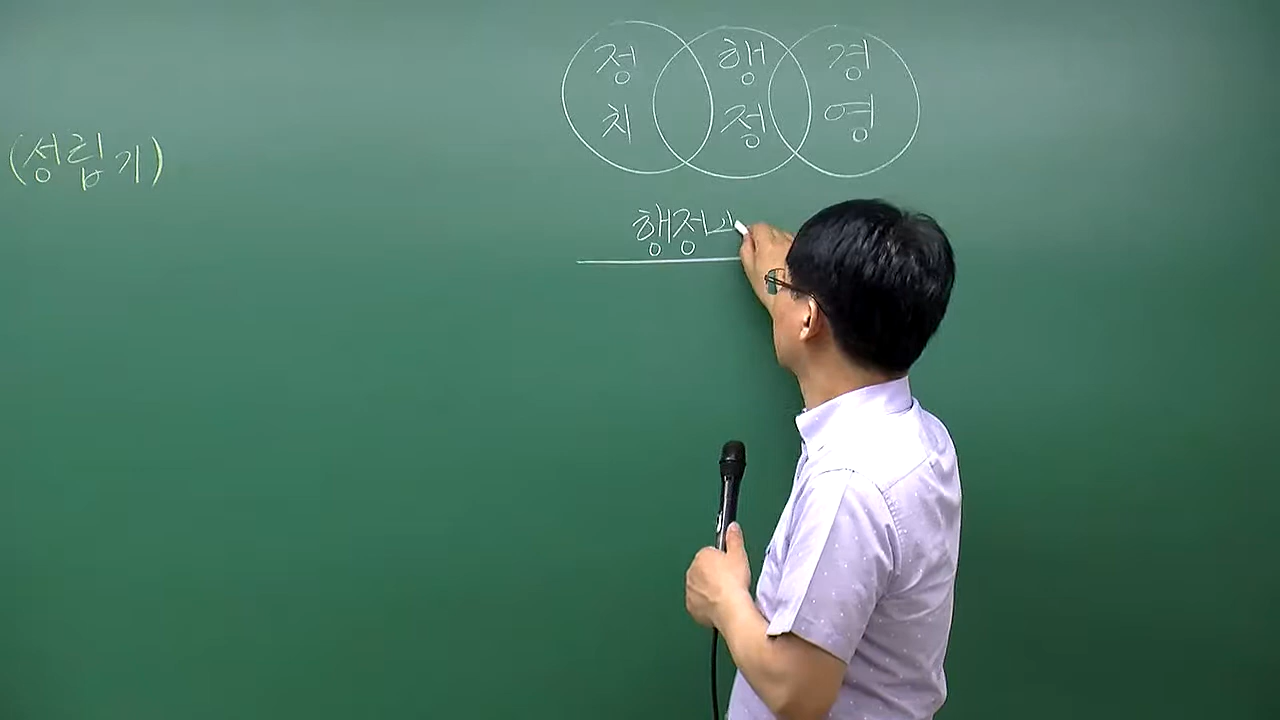 정 행 경
치 정 영
(성립기)
행정